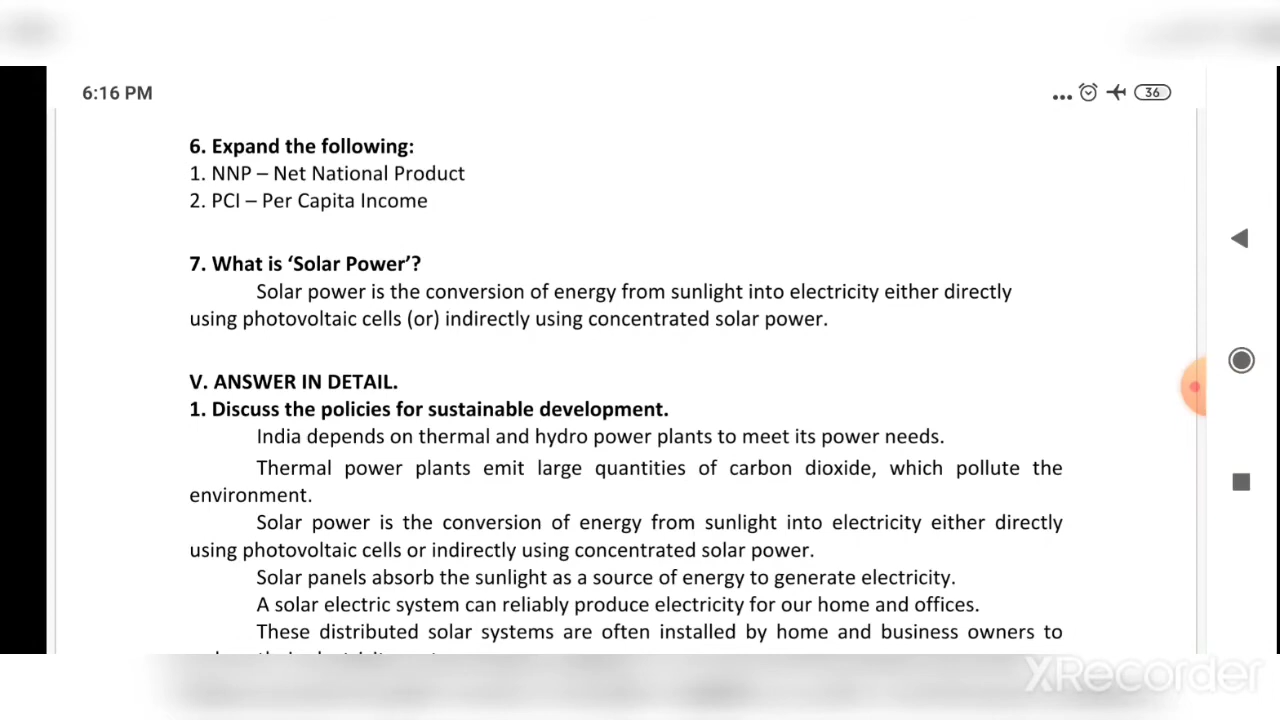 6:16 PM
36
6. Expand the following:
1. NNP – Net National Product
2. PCI – Per Capita Income
7. What is ‘Solar Power’?
Solar power is the conversion of energy from sunlight into electricity either directly
using photovoltaic cells (or) indirectly using concentrated solar power.
V. ANSWER IN DETAIL.
1. Discuss the policies for sustainable development.
India depends on thermal and hydro power plants to meet its power needs.
Thermal power plants emit large quantities of carbon dioxide, which pollute the
environment.
Solar power is the conversion of energy from sunlight into electricity either directly
using photovoltaic cells or indirectly using concentrated solar power.
Solar panels absorb the sunlight as a source of energy to generate electricity.
A solar electric system can reliably produce electricity for our home and offices.
These distributed solar systems are often installed by home and business owners to
XRecorder